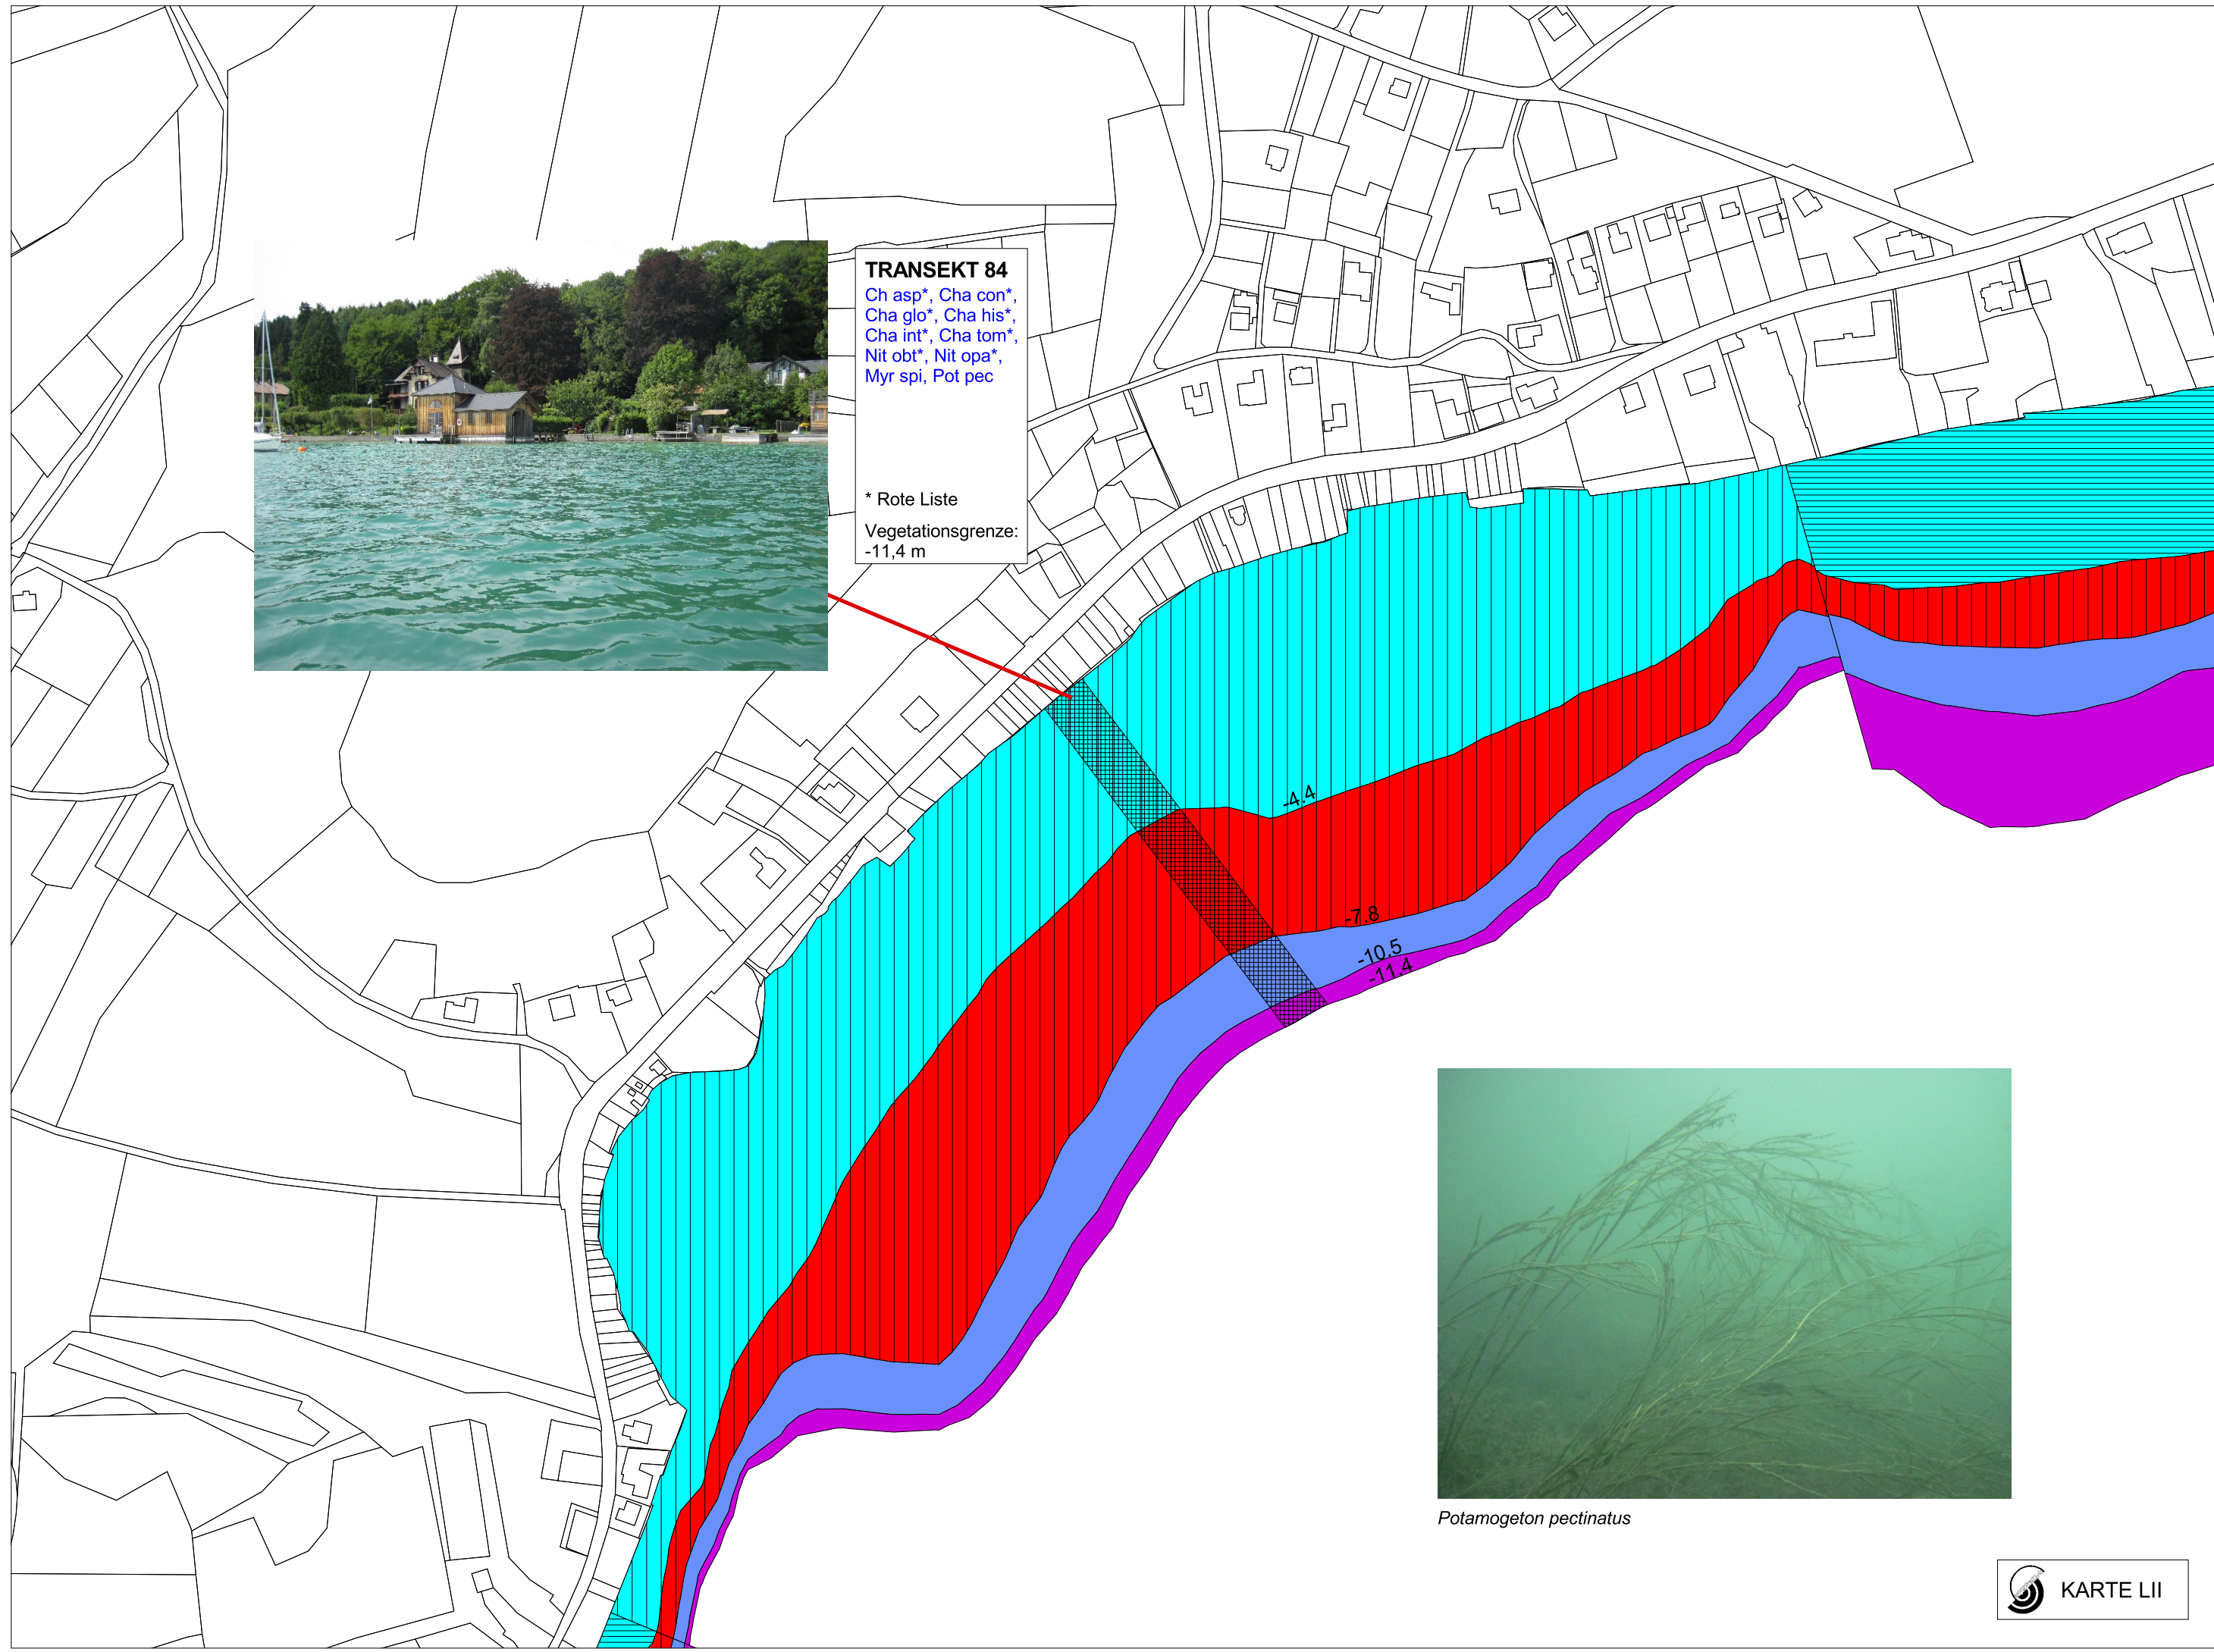 TRANSEKT 84
Ch asp*, Cha con*,
Cha glo*, Cha his*,
Cha int*, Cha tom*,
Nit obt*, Nit opa*,
Myr spi, Pot pec
* Rote Liste
Vegetationsgrenze:
-11,4 m
-4.4
-7.8
-10.5
-11.4
Potamogeton pectinatus
KARTE LII